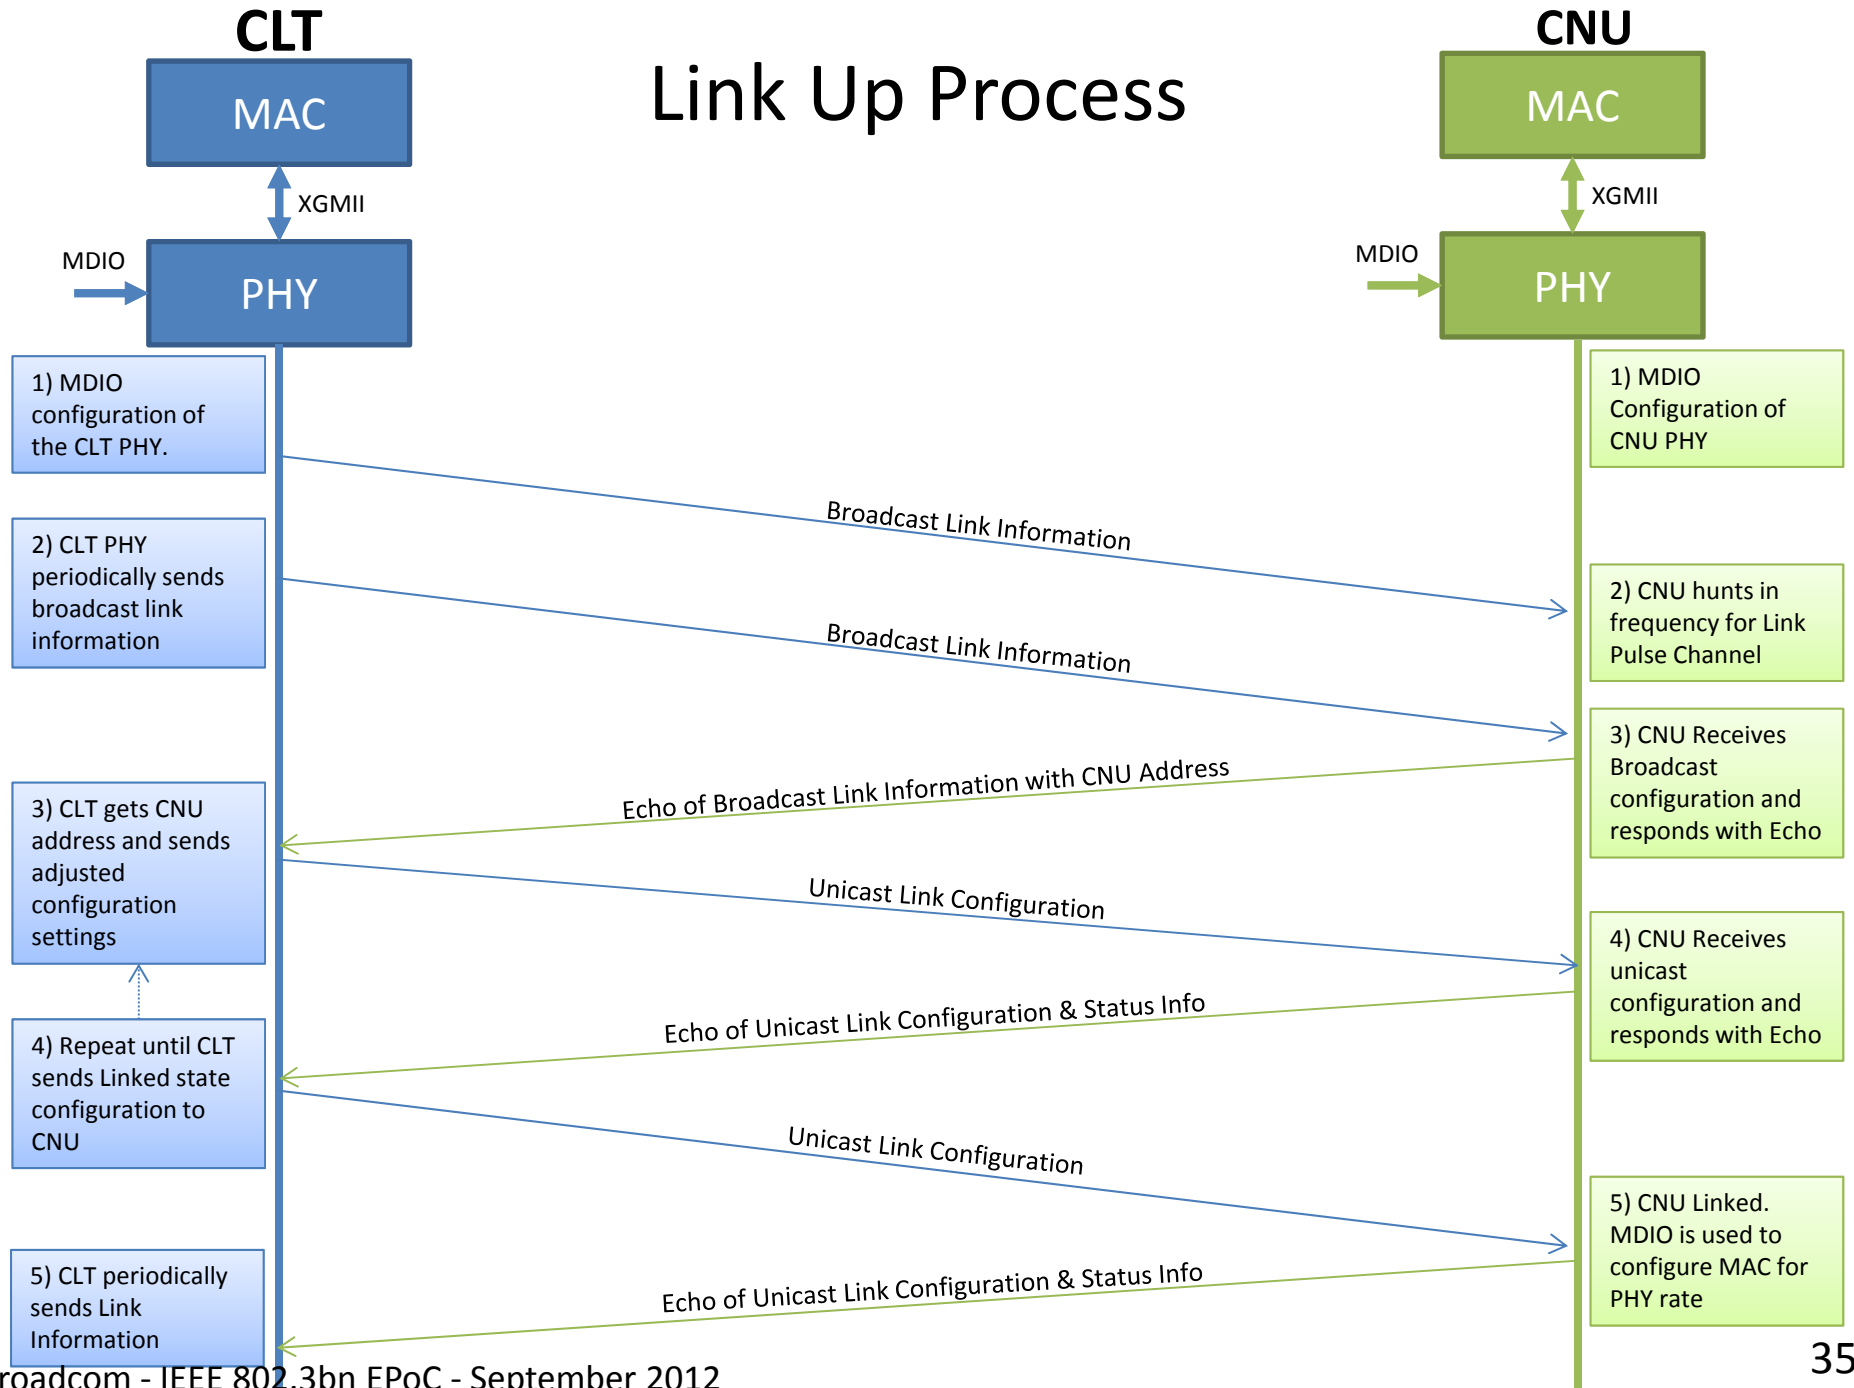 CLT
CNU
Link Up Process
MAC
MAC
XGMII
XGMII
MDIO
MDIO
PHY
PHY
1) MDIO
configuration of
the CLT PHY.
1) MDIO
Configuration of
CNU PHY
Broadcast Link Information
2) CLT PHY
periodically sends
broadcast link
information
2) CNU hunts in
frequency for Link
Pulse Channel
Broadcast Link Information
3) CNU Receives
Broadcast
configuration and
responds with Echo
Echo of Broadcast Link Information with CNU Address
3) CLT gets CNU
address and sends
adjusted
configuration
settings
Unicast Link Configuration
4) CNU Receives
unicast
configuration and
responds with Echo
Echo of Unicast Link Configuration & Status Info
4) Repeat until CLT
sends Linked state
configuration to
CNU
Unicast Link Configuration
5) CNU Linked.
MDIO is used to
configure MAC for
PHY rate
5) CLT periodically
sends Link
Information
Echo of Unicast Link Configuration & Status Info
roadcom - IEEE 802.3bn EPoC - September 2012
35